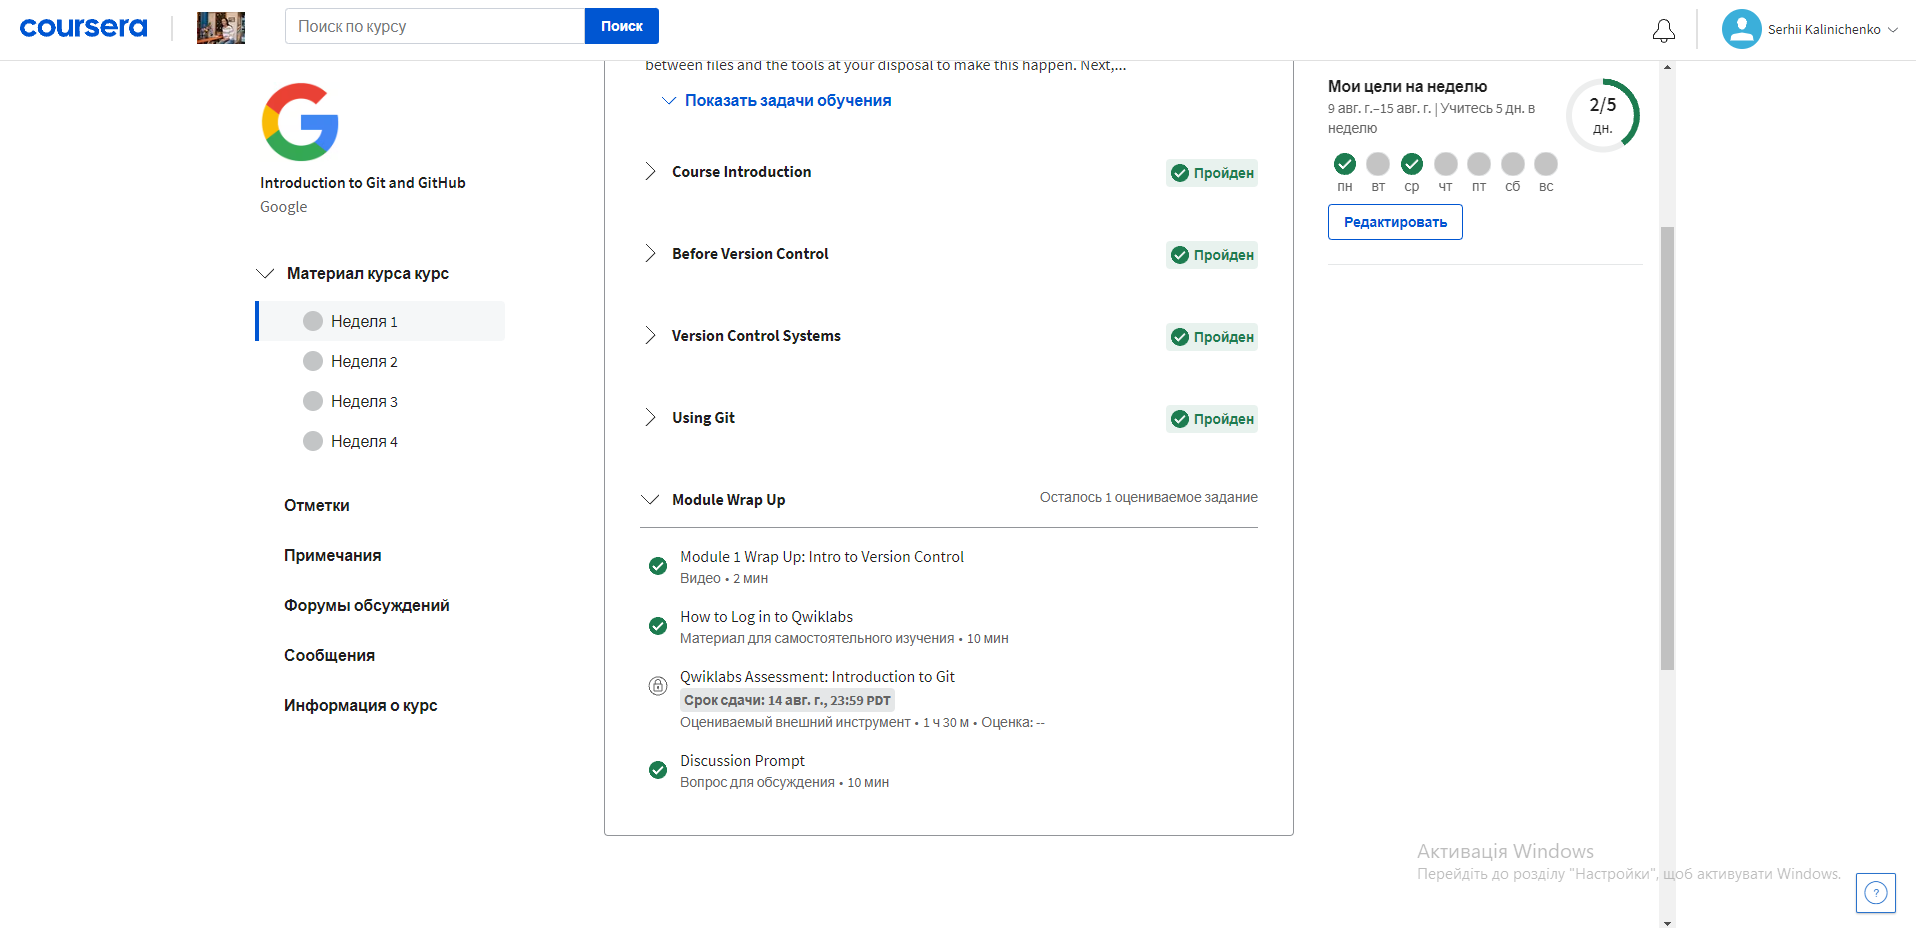 coursera
Поиск по курсу
Поиск
Serhii Kalinichenko
Introduction to Git and GitHub
Google
Материал курса курс
Неделя 1
Неделя 2
Неделя 3
Неделя 4
Отметки
Примечания
Форумы обсуждений
Сообщения
Информация о курс
between files and the tools at your disposal to make this happen. Next,...
Показать задачи обучения
Course Introduction
Пройден
Before Version Control
Пройден
Version Control Systems
Пройден
Using Git
Пройден
Module Wrap Up
Осталось 1 оцениваемое задание
Module 1 Wrap Up: Intro to Version Control
Видео • 2 мин
How to Log in to Qwiklabs
Материал для самостоятельного изучения • 10 мин
Qwiklabs Assessment: Introduction to Git
Срок сдачи: 14 авг. г., 23:59 PDT
Оцениваемый внешний инструмент • 1 ч 30 м • Оценка: --
Discussion Prompt
Вопрос для обсуждения • 10 мин
Мои цели на неделю
9 авг. г.–15 авг. г. | Учитесь 5 дн. в
неделю
2/5
дн.
пн вт ср чт пт сб вс
Редактировать
Активація Windows
Перейдіть до розділу "Настройки", щоб активувати Windows.
?